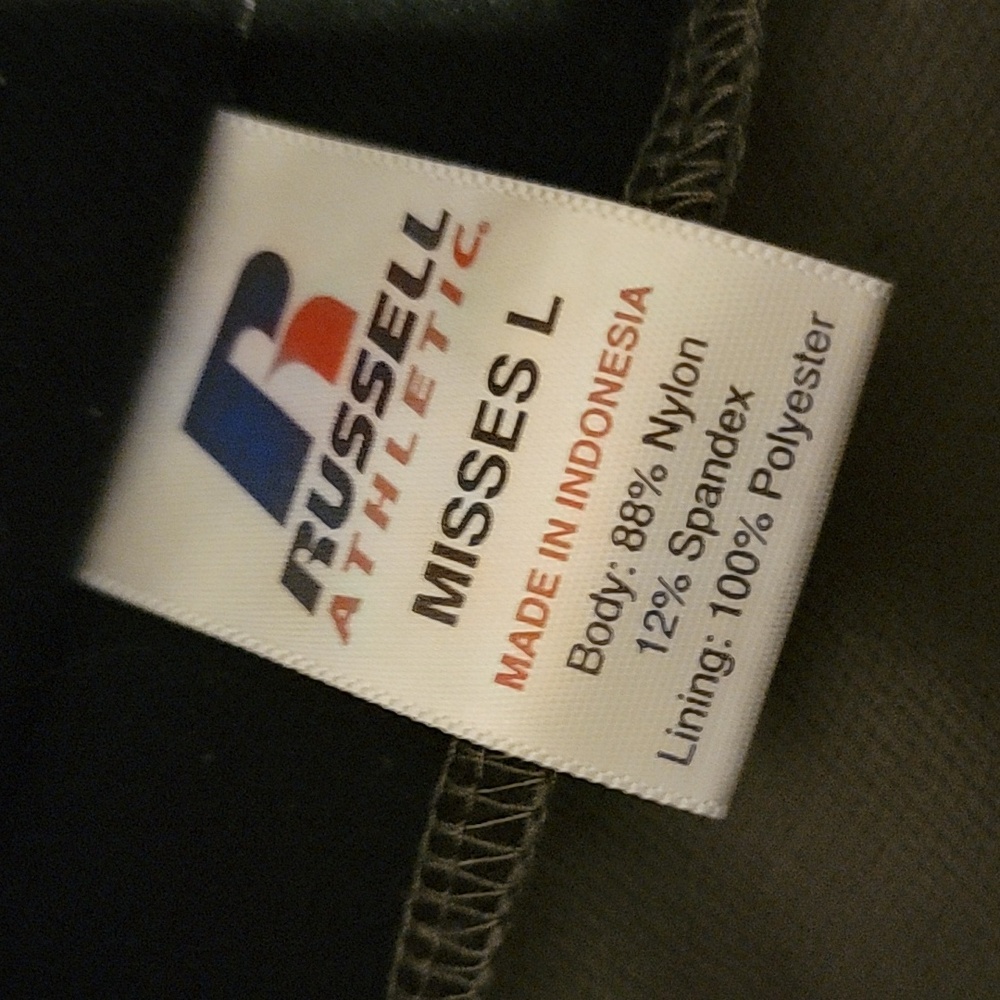 RUSSELL
ATHLETIC®
MISSES L
MADE IN INDONESIA
Body: 88% Nylon
12% Spandex
Lining: 100% Polyester